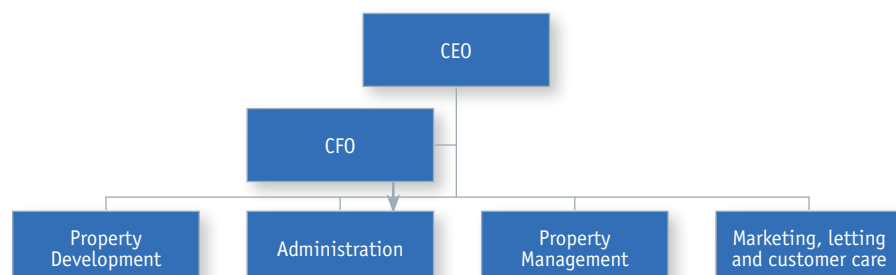 CEO
CFO
Property
Development
Administration
Property
Management
Marketing, letting
and customer care